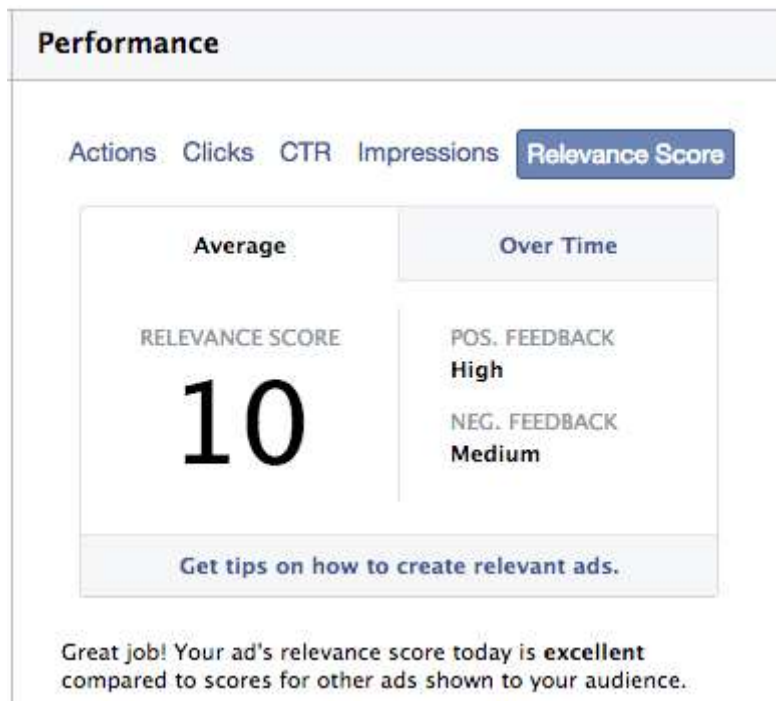 Performance
Actions Clicks CTR Impressions Relevance Score
Average Over Time
RELEVANCE SCORE
10
POS. FEEDBACK
High
NEG. FEEDBACK
Medium
Get tips on how to create relevant ads.
Great job! Your ad's relevance score today is excellent
compared to scores for other ads shown to your audience.